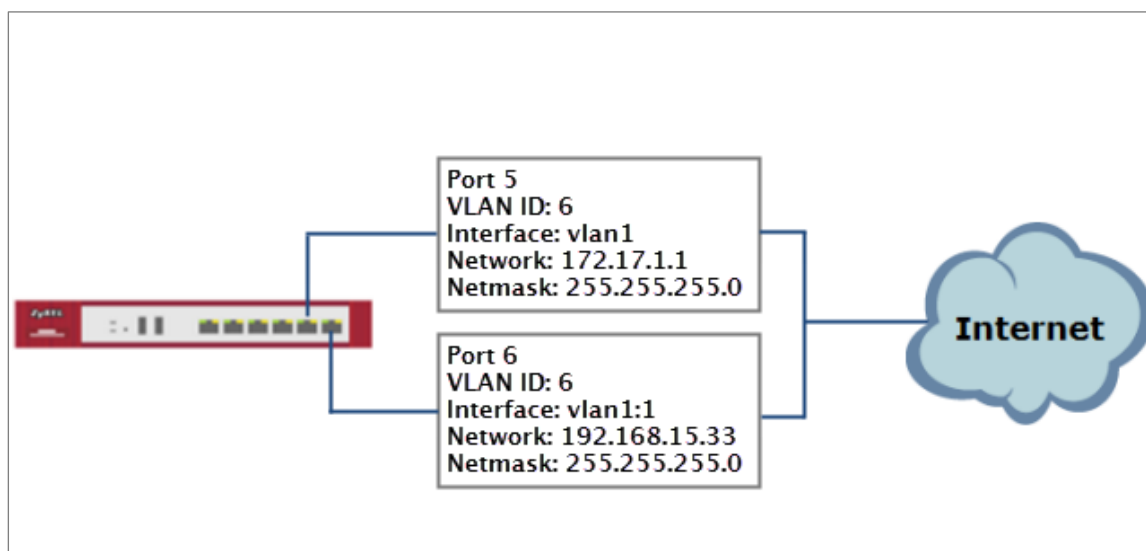 ZyXEL
Port 5
VLAN ID: 6
Interface: vlan1
Network: 172.17.1.1
Netmask: 255.255.255.0
Port 6
VLAN ID: 6
Interface: vlan1:1
Network: 192.168.15.33
Netmask: 255.255.255.0
Internet